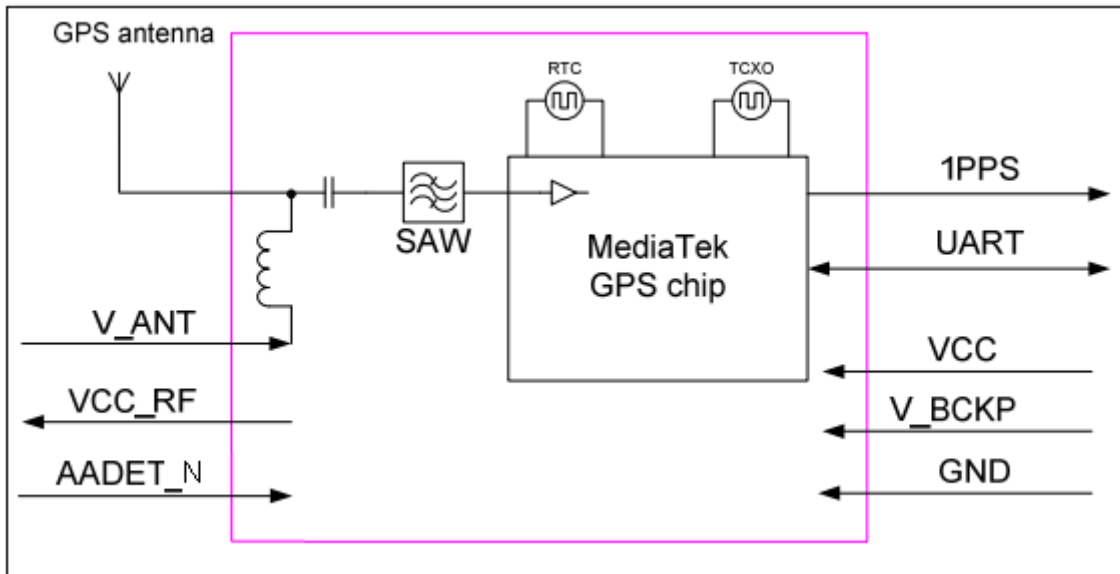 GPS antenna
RTC
TCXO
SAW
MediaTek
GPS chip
1PPS
UART
V_ANT
VCC
VCC_RF
V_BCKP
AADET_N
GND